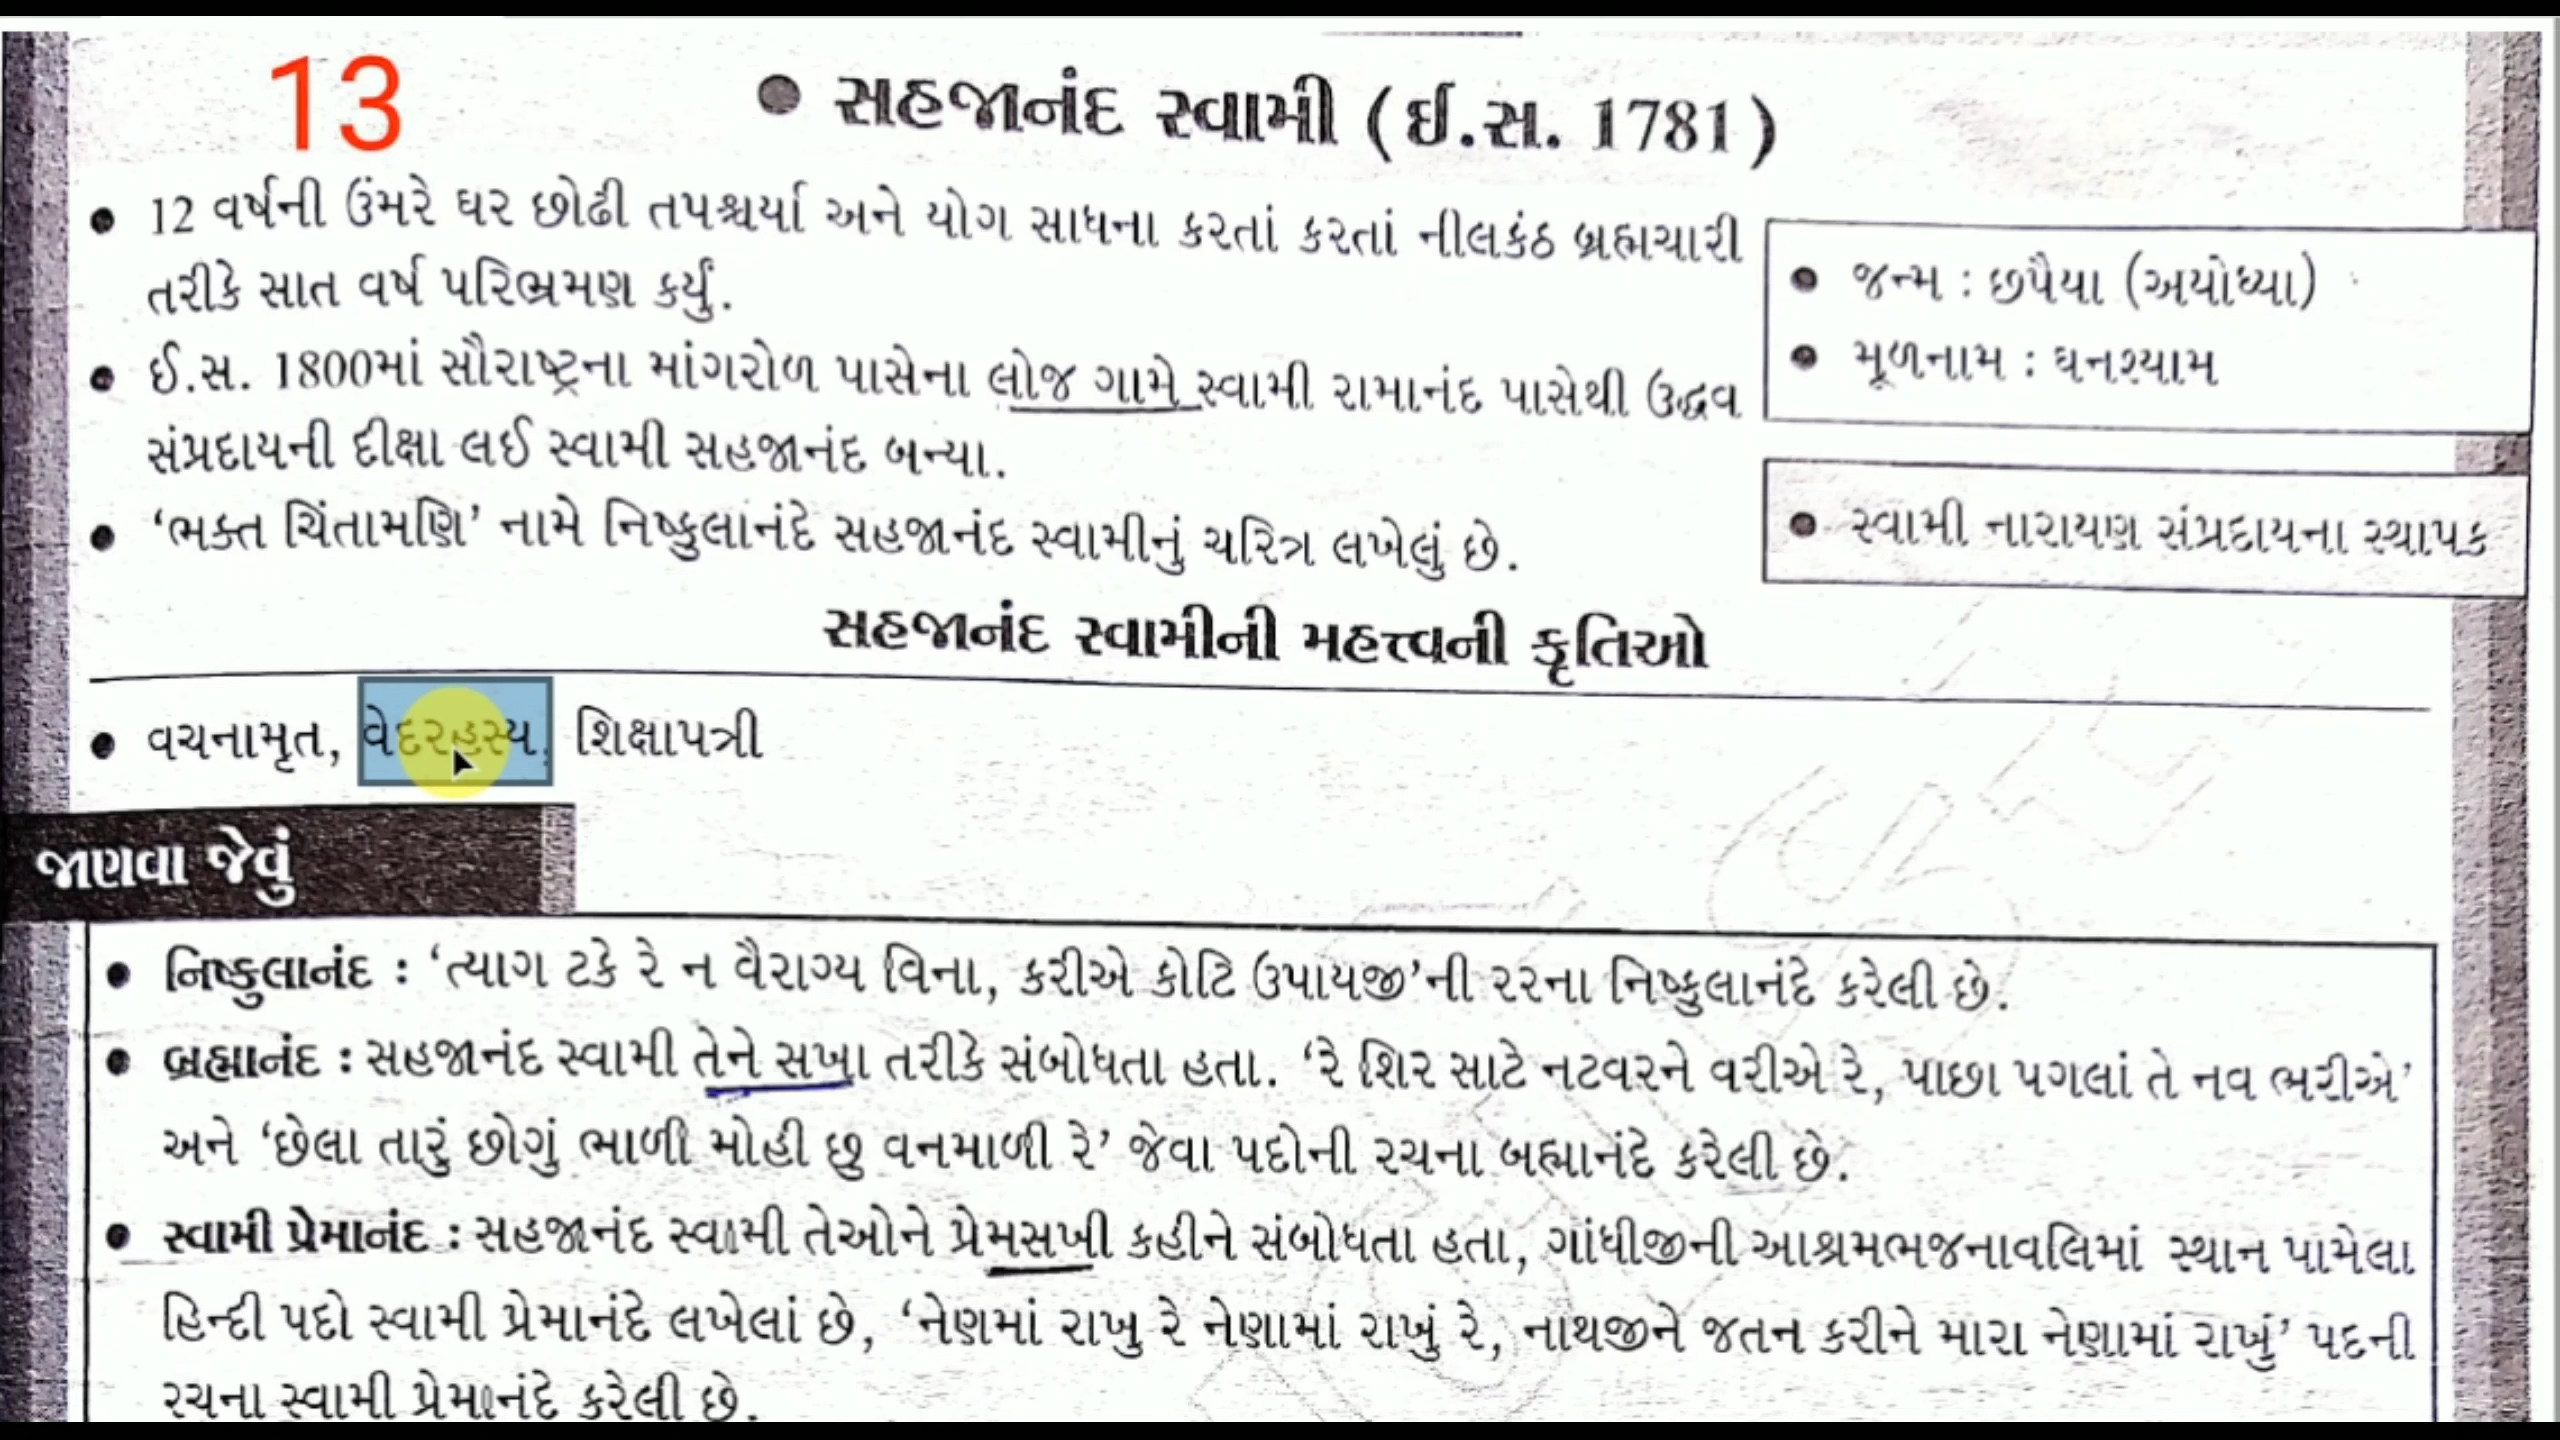 13
• સહજાનંદ સ્વામી (ઈ.સ. 1781)
• 12 વર્ષની ઉંમરે ઘર છોઢી તપશ્ચર્યા અને યોગ સાધના કરતાં કરતાં નીલકંઠ બ્રહ્મચારી
તરીકે સાત વર્ષ પરિભ્રમણ કર્યું.
• ઈ.સ. 1800માં સૌરાષ્ટ્રના માંગરોળ પાસેના લોજ ગામે સ્વામી રામાનંદ પાસેથી ઉદ્ધવ
સંપ્રદાયની દીક્ષા લઈ સ્વામી સહજાનંદ બન્યા.
• ‘ભક્ત ચિંતામણિ’ નામે નિષ્કુલાનંદે સહજાનંદ સ્વામીનું ચરિત્ર લખેલું છે.
• જન્મ : છપૈયા (અયોધ્યા)
• મૂળનામ : ઘનશ્યામ
• સ્વામી નારાયણ સંપ્રદાયના સ્થાપક
સહજાનંદ સ્વામીની મહત્ત્વની કૃતિઓ
• વચનામૃત, વેદરહસ્ય, શિક્ષાપત્રી
જાણવા જેવું
• નિષ્કુલાનંદ : ‘ત્યાગ ટકે રે ન વૈરાગ્ય વિના, કરીએ કોટિ ઉપાયજી’ની રરના નિષ્કુલાનંદે કરેલી છે.
• બ્રહ્માનંદ : સહજાનંદ સ્વામી તેને સખા તરીકે સંબોધતા હતા. ‘રે શિર સાટે નટવરને વરીએ રે, પાછા પગલાં તે નવ ભરીએ’
અને ‘છેલા તારું છોગું ભાળી મોહી છુ વનમાળી રે’ જેવા પદોની રચના બહ્માનંદે કરેલી છે.
• સ્વામી પ્રેમાનંદ : સહજાનંદ સ્વામી તેઓને પ્રેમસખી કહીને સંબોધતા હતા, ગાંધીજીની આશ્રમભજનાવલિમાં સ્થાન પામેલા
હિન્દી પદો સ્વામી પ્રેમાનંદે લખેલાં છે, ‘નેણમાં રાખુ રે નેણામાં રાખું રે, નાથજીને જતન કરીને મારા નેણામાં રાખું’ પદની
રચના સ્વામી પ્રેમાનંદે કરેલી છે.